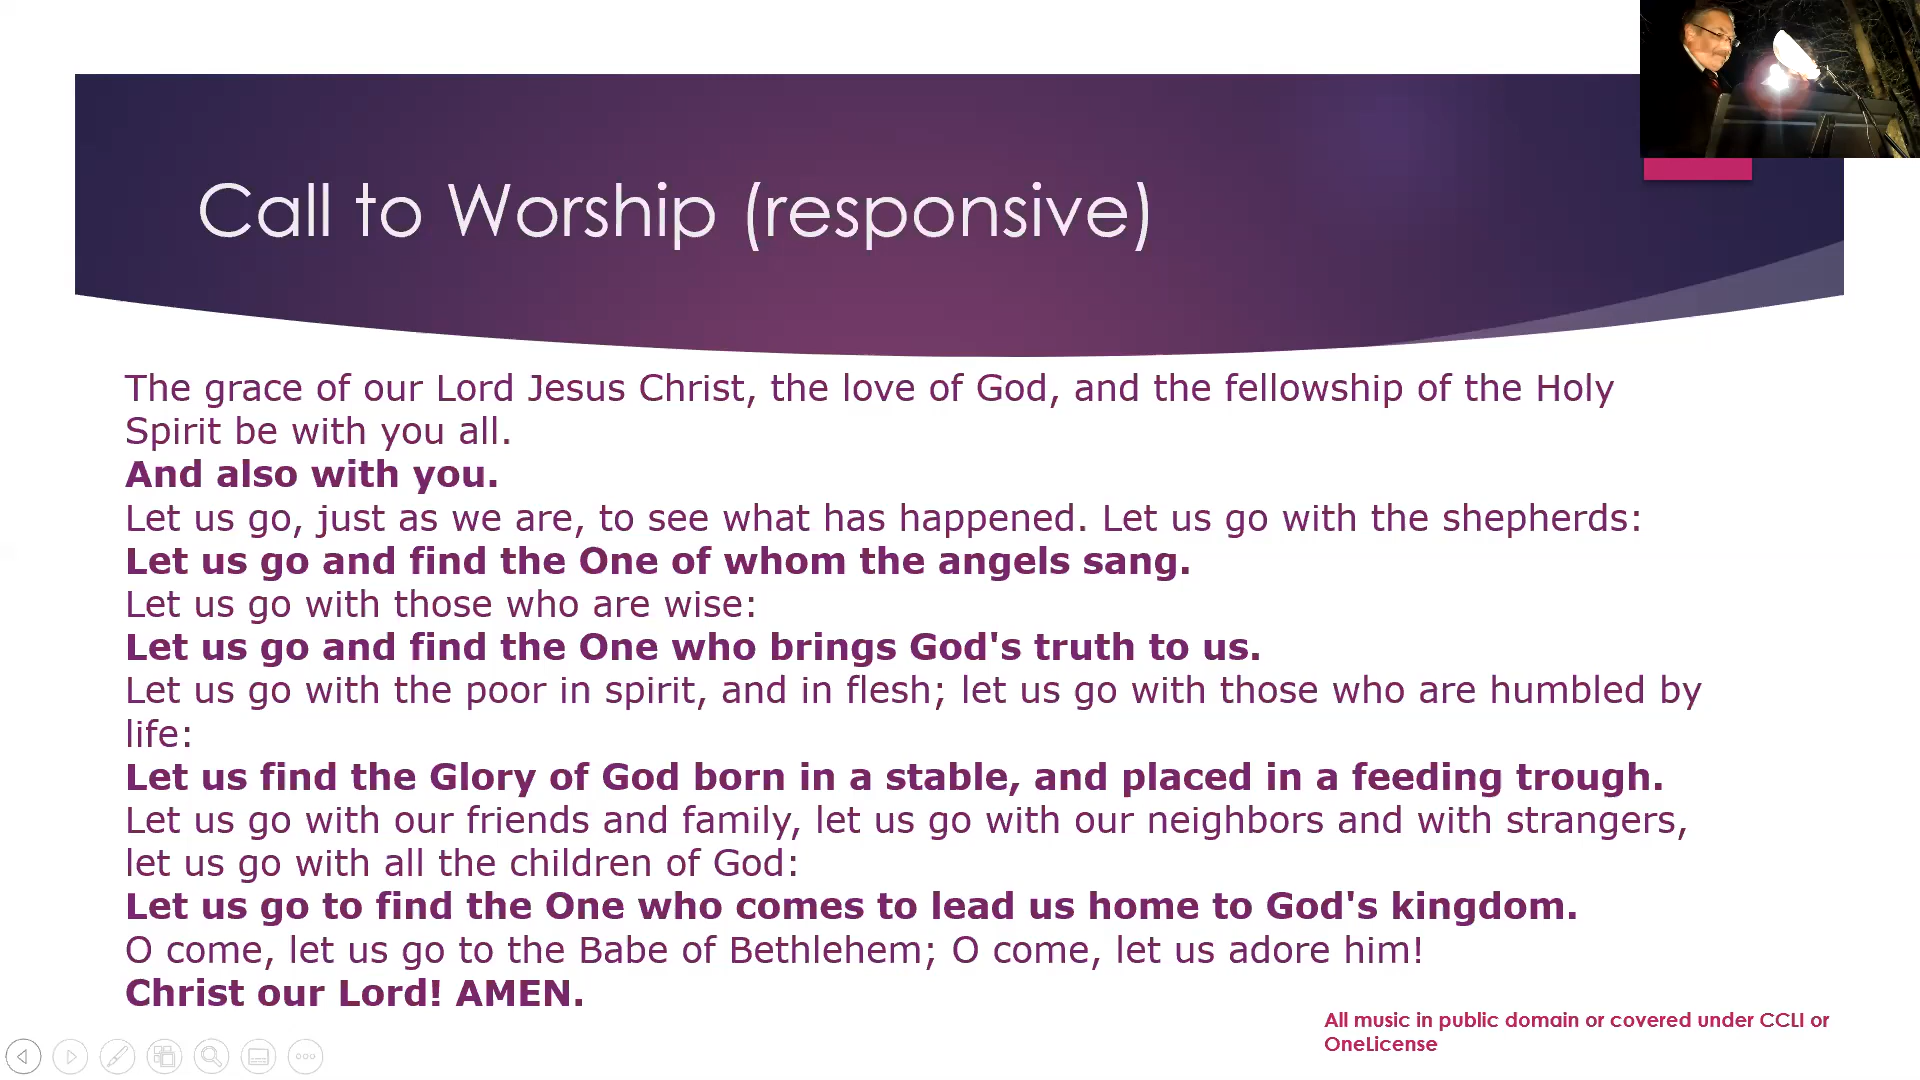 Call to Worship (responsive)
The grace of our Lord Jesus Christ, the love of God, and the fellowship of the Holy
Spirit be with you all.
And also with you.
Let us go, just as we are, to see what has happened. Let us go with the shepherds:
Let us go and find the One of whom the angels sang.
Let us go with those who are wise:
Let us go and find the One who brings God's truth to us.
Let us go with the poor in spirit, and in flesh; let us go with those who are humbled by
life:
Let us find the Glory of God born in a stable, and placed in a feeding trough.
Let us go with our friends and family, let us go with our neighbors and with strangers,
let us go with all the children of God:
Let us go to find the One who comes to lead us home to God's kingdom.
O come, let us go to the Babe of Bethlehem; O come, let us adore him!
Christ our Lord! AMEN.
All music in public domain or covered under CCLI or
OneLicense